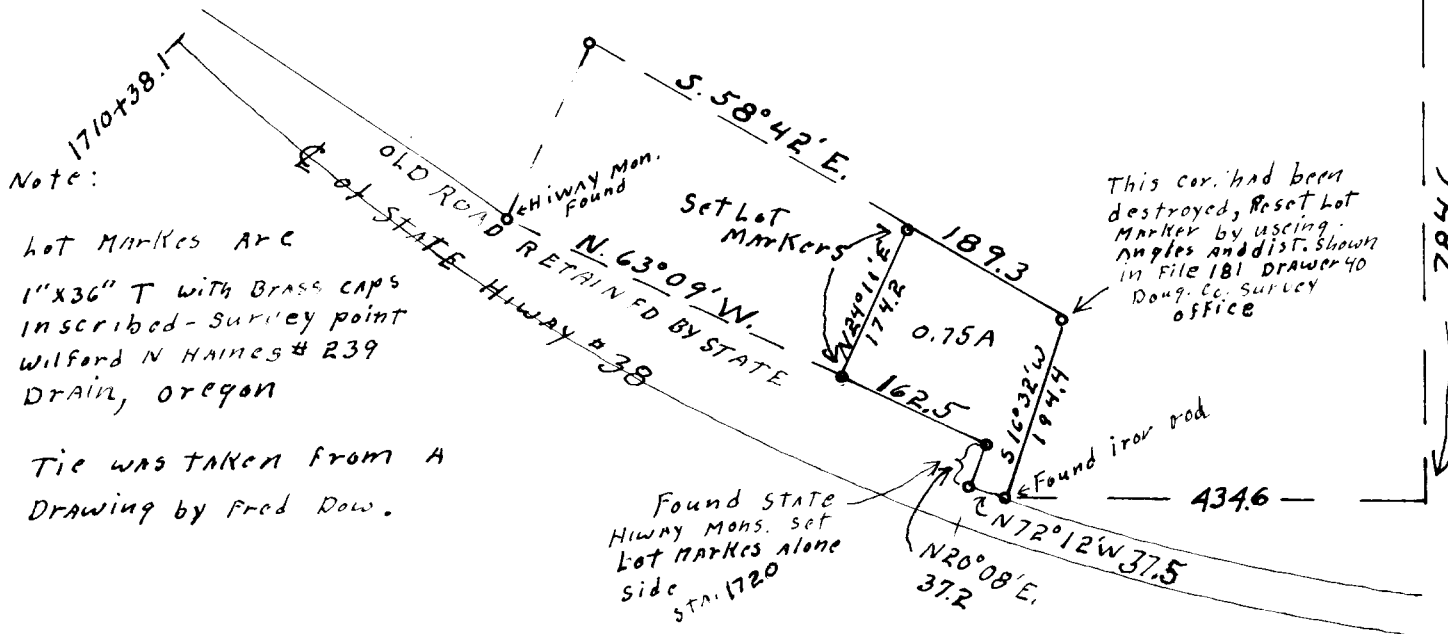 1710+38.1
Note:
Lot Markes Are
1"X36" T with Brass caps
Inscribed - Survey point
Wilford N Haines # 239
Drain, Oregon
Tie was taken from A
Drawing by Fred Dow.
OLD ROAD RETAINED BY STATE
℄ of STATE HIWAY #38
Hiway Mon.
Found
S. 58°42'E.
N. 63°09'W.
Set Lot
Markers
189.3
N24°11'E
174.2
0.75A
162.5
S 16°32'W
194.4
This cor. had been
destroyed, Reset Lot
Marker by useing
Angles And dist. Shown
in File 181 Drawer 40
Doug. Co. Survey
office
Found iron rod
434.6
N72°12'W 37.5
N20°08'E.
37.2
Found STATE
Hiway Mons. set
Lot Markes Alone
side
STA. 1720